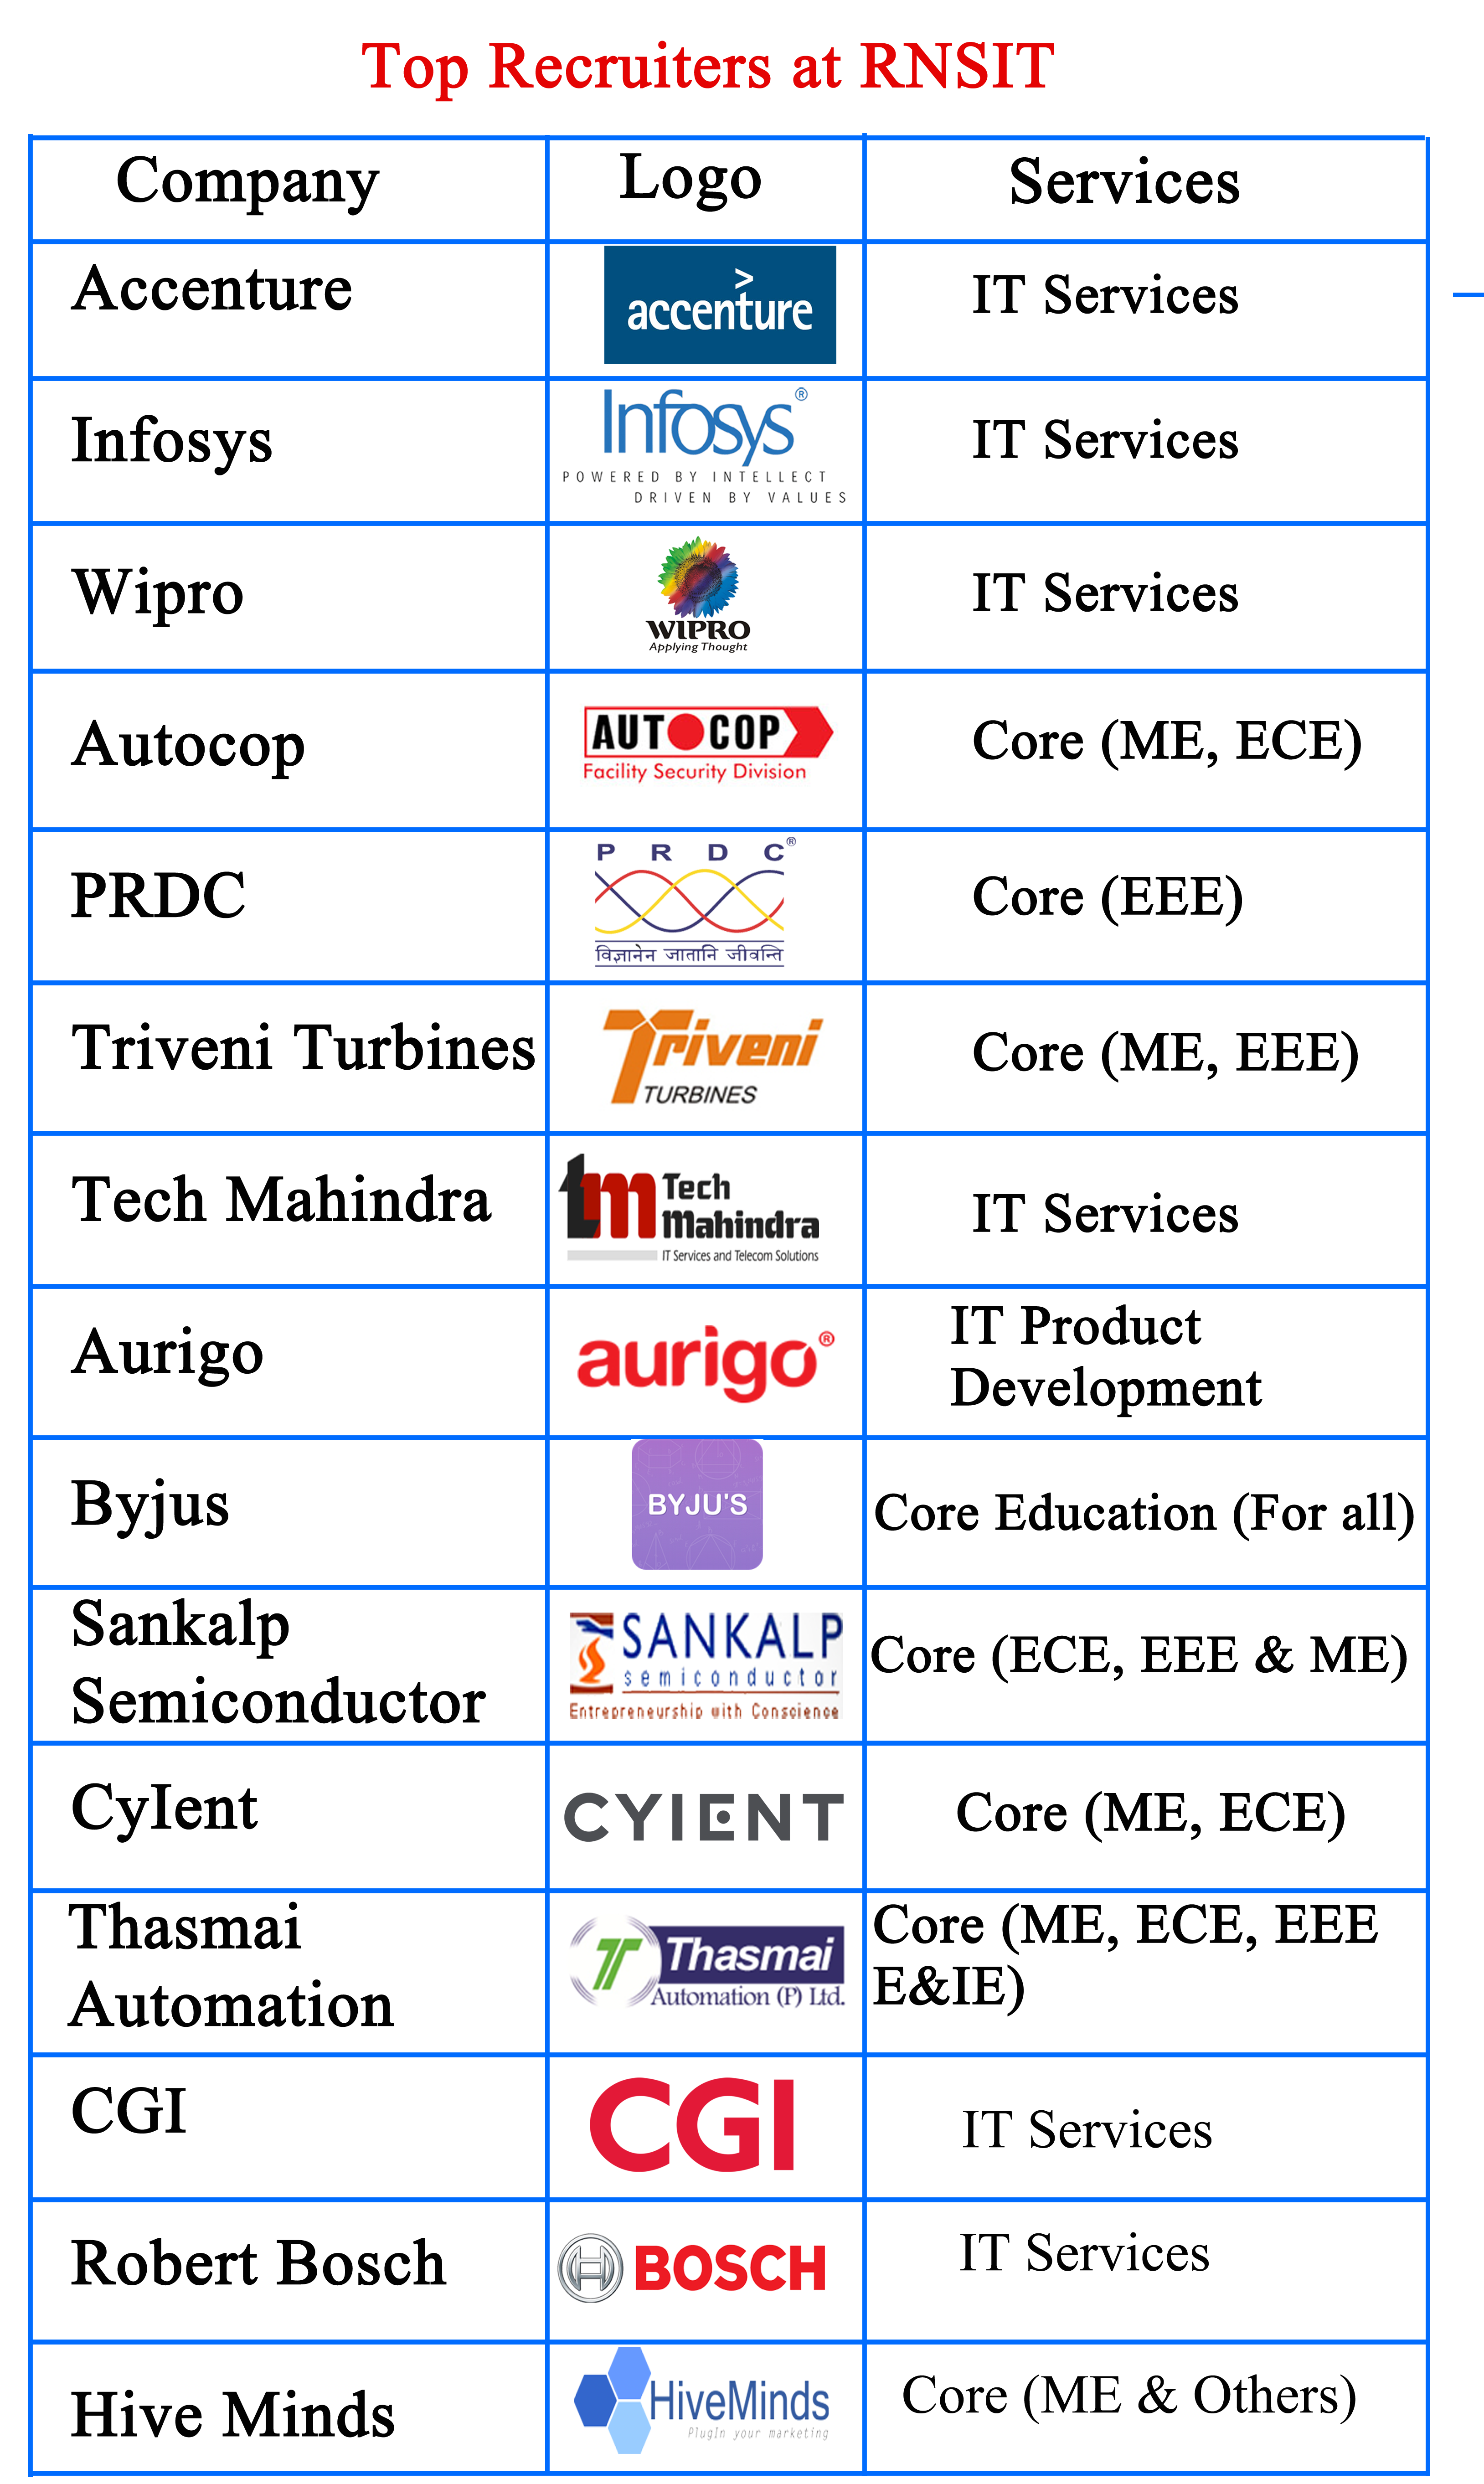 Top Recruiters at RNSIT
Company Logo Services
Accenture
>
accenture
IT Services
Infosys
Infosys®
POWERED BY INTELLECT
DRIVEN BY VALUES
IT Services
Wipro
WIPRO
Applying Thought
IT Services
Autocop
AUTOCOP
Facility Security Division
Core (ME, ECE)
PRDC
P R D C®
विज्ञानेन जातानि जीवन्ति
Core (EEE)
Triveni Turbines
Triveni
TURBINES
Core (ME, EEE)
Tech Mahindra
tm Tech
Mahindra
IT Services and Telecom Solutions
IT Services
Aurigo
aurigo®
IT Product
Development
Byjus
BYJU'S
Core Education (For all)
Sankalp
Semiconductor
SANKALP
semiconductor
Entrepreneurship with Conscience
Core (ECE, EEE & ME)
CyIent
CYIENT
Core (ME, ECE)
Thasmai
Automation
TT Thasmai
Automation (P) Ltd.
Core (ME, ECE, EEE
E&IE)
CGI
CGI
IT Services
Robert Bosch
BOSCH
IT Services
Hive Minds
HiveMinds
PlugIn your marketing
Core (ME & Others)